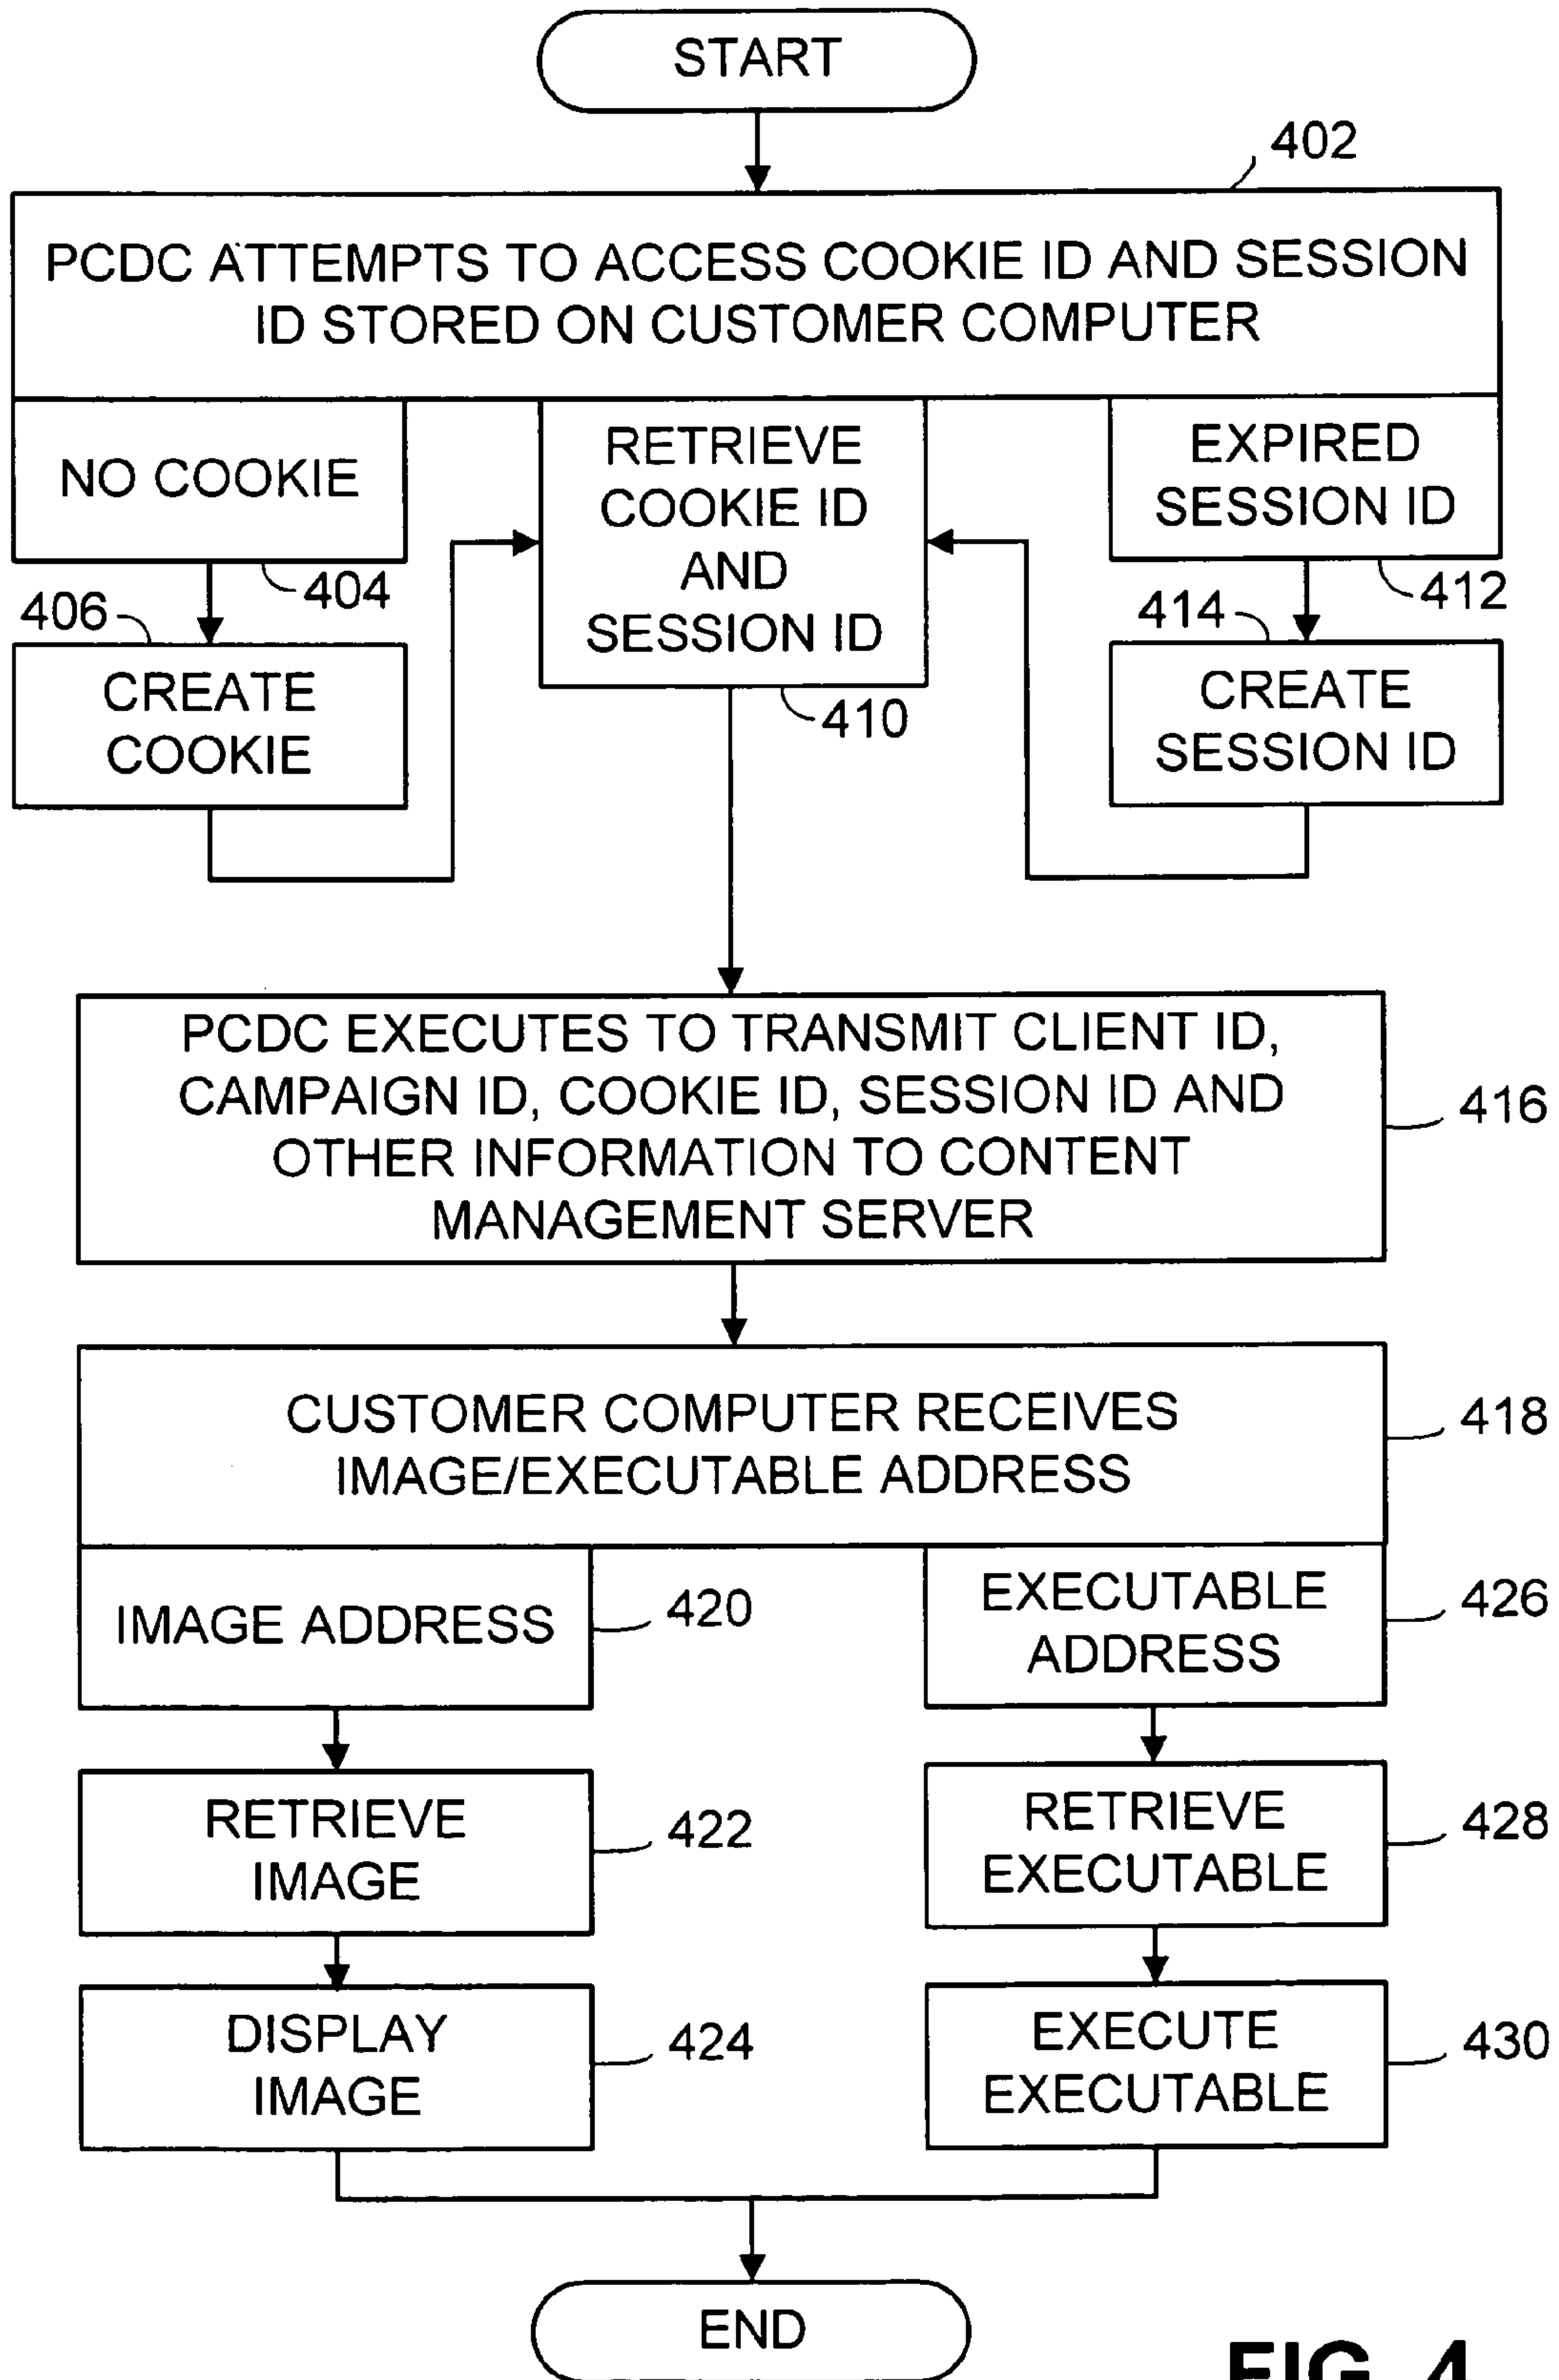 START
402
PCDC ATTEMPTS TO ACCESS COOKIE ID AND SESSION
ID STORED ON CUSTOMER COMPUTER
NO COOKIE
404
406
CREATE
COOKIE
RETRIEVE
COOKIE ID
AND
SESSION ID
410
EXPIRED
SESSION ID
412
414
CREATE
SESSION ID
PCDC EXECUTES TO TRANSMIT CLIENT ID,
CAMPAIGN ID, COOKIE ID, SESSION ID AND
OTHER INFORMATION TO CONTENT
MANAGEMENT SERVER
416
CUSTOMER COMPUTER RECEIVES
IMAGE/EXECUTABLE ADDRESS
418
IMAGE ADDRESS
420
EXECUTABLE
ADDRESS
426
RETRIEVE
IMAGE
422
RETRIEVE
EXECUTABLE
428
DISPLAY
IMAGE
424
EXECUTE
EXECUTABLE
430
END
FIG. 4